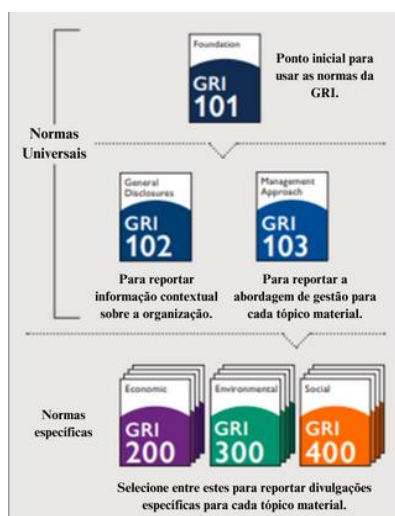 Foundation
GRI
101
Ponto inicial para
usar as normas da
GRI.
Normas
Universais
General
Disclosures
GRI
102
Management
Approach
GRI
103
Para reportar
informação contextual
sobre a organização.
Para reportar a
abordagem de gestão para
cada tópico material.
Normas
específicas
Economic
GRI
200
Environmental
GRI
300
Social
GRI
400
Selecione entre estes para reportar divulgações
específicas para cada tópico material.